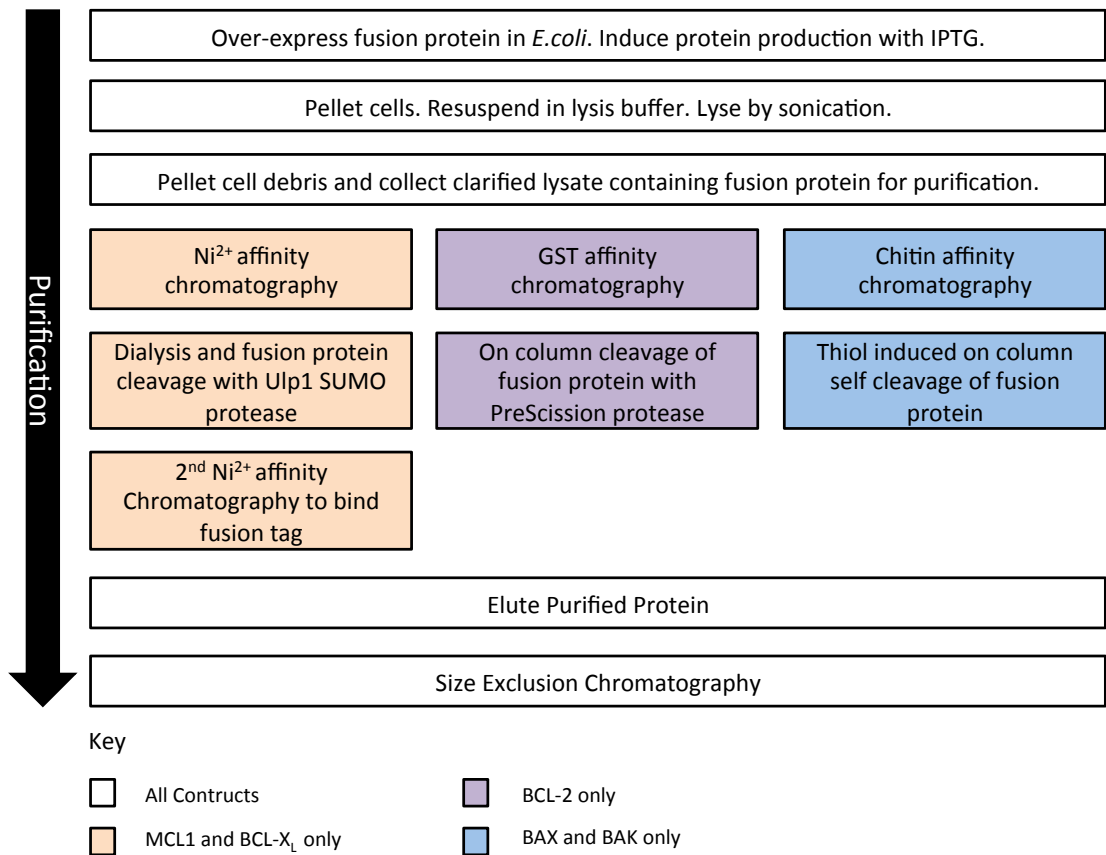 Over-express fusion protein in E.coli. Induce protein production with IPTG.
Pellet cells. Resuspend in lysis buffer. Lyse by sonication.
Pellet cell debris and collect clarified lysate containing fusion protein for purification.
Purification
Ni²⁺ affinity
chromatography
GST affinity
chromatography
Chitin affinity
chromatography
Dialysis and fusion protein
cleavage with Ulp1 SUMO
protease
On column cleavage of
fusion protein with
PreScission protease
Thiol induced on column
self cleavage of fusion
protein
2ⁿᵈ Ni²⁺ affinity
Chromatography to bind
fusion tag
Elute Purified Protein
Size Exclusion Chromatography
Key
All Contructs
BCL-2 only
MCL1 and BCL-X_L only
BAX and BAK only